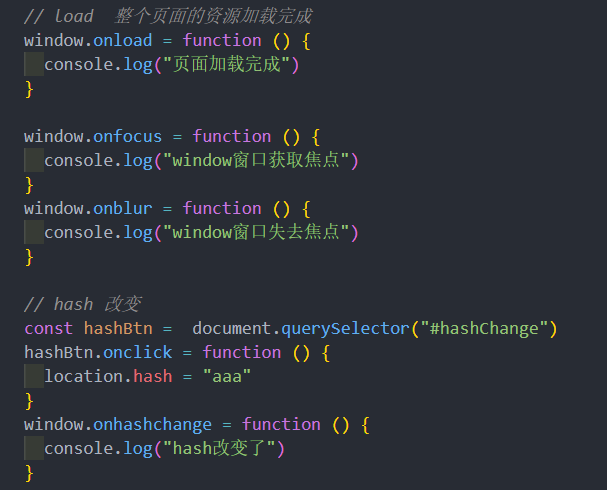 // load  整个页面的资源加载完成
window.onload = function () {
  console.log("页面加载完成")
}

window.onfocus = function () {
  console.log("window窗口获取焦点")
}
window.onblur = function () {
  console.log("window窗口失去焦点")
}

// hash 改变
const hashBtn =  document.querySelector("#hashChange")
hashBtn.onclick = function () {
  location.hash = "aaa"
}
window.onhashchange = function () {
  console.log("hash改变了")
}